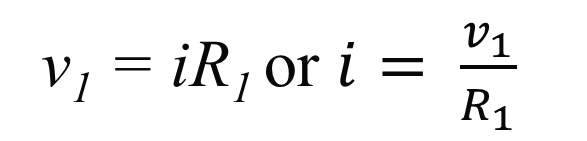 v₁ = iR₁ or i = v₁/R₁